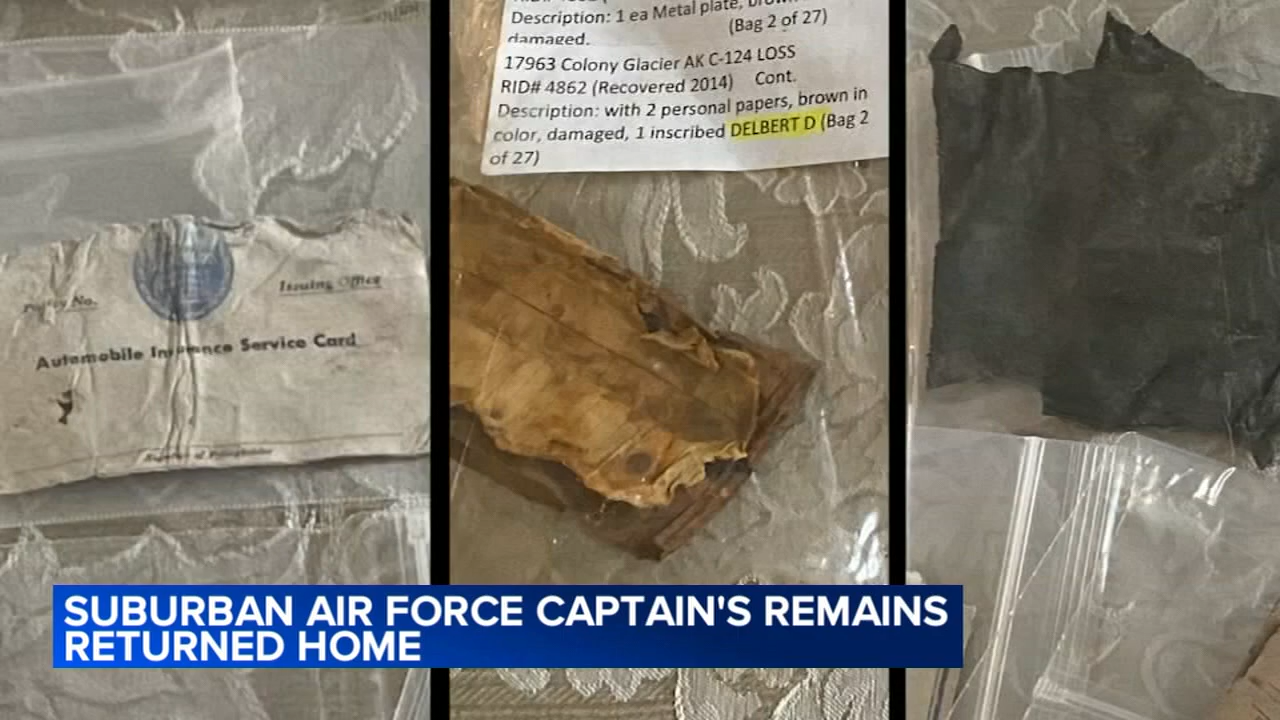 Issuing Office
Automobile Service Card
Description: 1 ea Metal plate,
damaged. (Bag 2 of 27)
17963 Colony Glacier AK C-124 LOSS
RID# 4862 (Recovered 2014) Cont.
Description: with 2 personal papers, brown in
color, damaged, 1 inscribed DELBERT D (Bag 2
of 27)
SUBURBAN AIR FORCE CAPTAIN'S REMAINS
RETURNED HOME